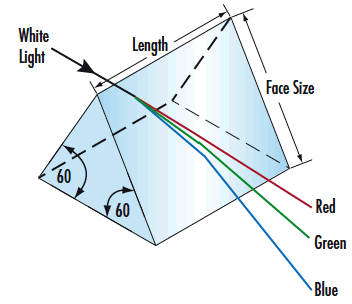 White
Light
Length
Face Size
60
60
Red
Green
Blue